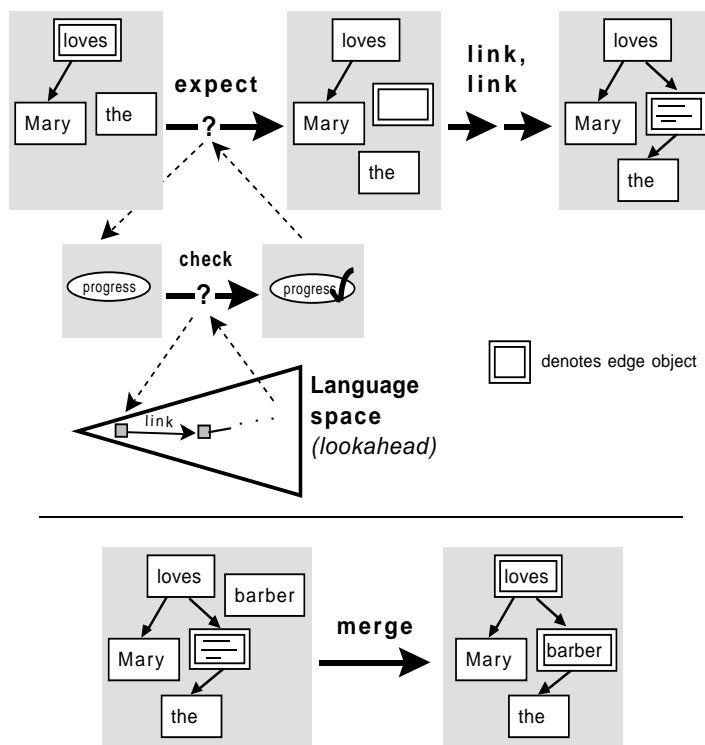 loves
Mary
the
expect
?
loves
Mary
the
link,
link
loves
Mary
the
progress
check
?
progress
link
Language
space
(lookahead)
denotes edge object
loves
barber
Mary
the
merge
loves
Mary
barber
the